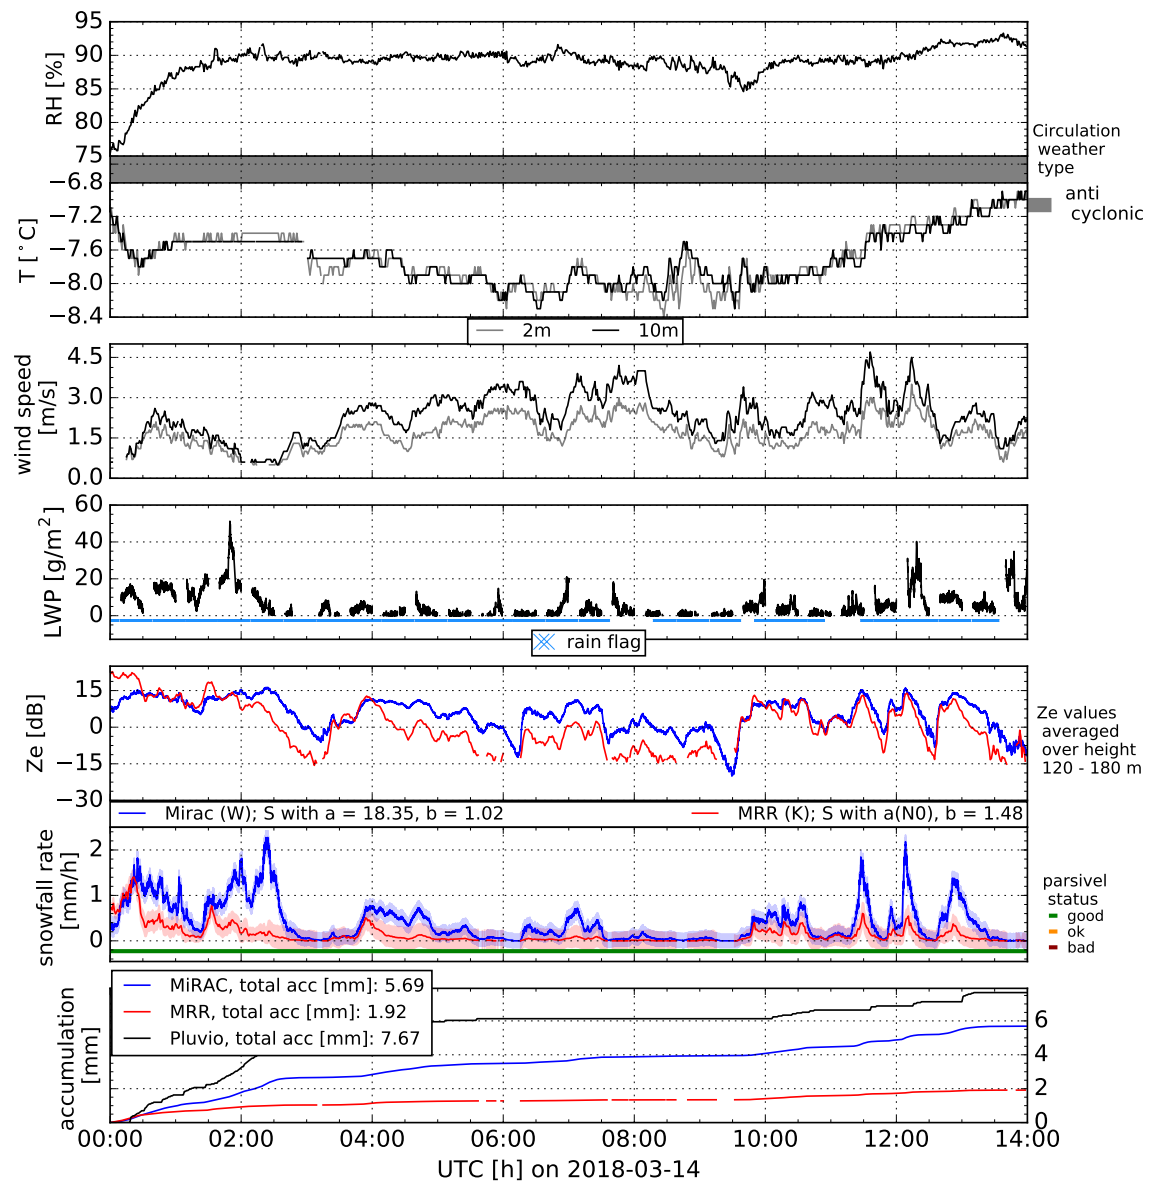 95
90
85
80
75
RH [%]
Circulation
weather
type
−6.8
−7.2
−7.6
−8.0
−8.4
T [°C]
anti
cyclonic
2m
10m
4.5
3.0
1.5
0.0
wind speed
[m/s]
60
40
20
0
LWP [g/m²]
rain flag
15
0
−15
−30
Ze [dB]
Ze values
averaged
over height
120 - 180 m
Mirac (W); S with a = 18.35, b = 1.02
MRR (K); S with a(N0), b = 1.48
2
1
0
snowfall rate
[mm/h]
parsivel
status
good
ok
bad
MiRAC, total acc [mm]: 5.69
MRR, total acc [mm]: 1.92
Pluvio, total acc [mm]: 7.67
accumulation
[mm]
6
4
2
0
00:00
02:00
04:00
06:00
08:00
10:00
12:00
14:00
UTC [h] on 2018-03-14